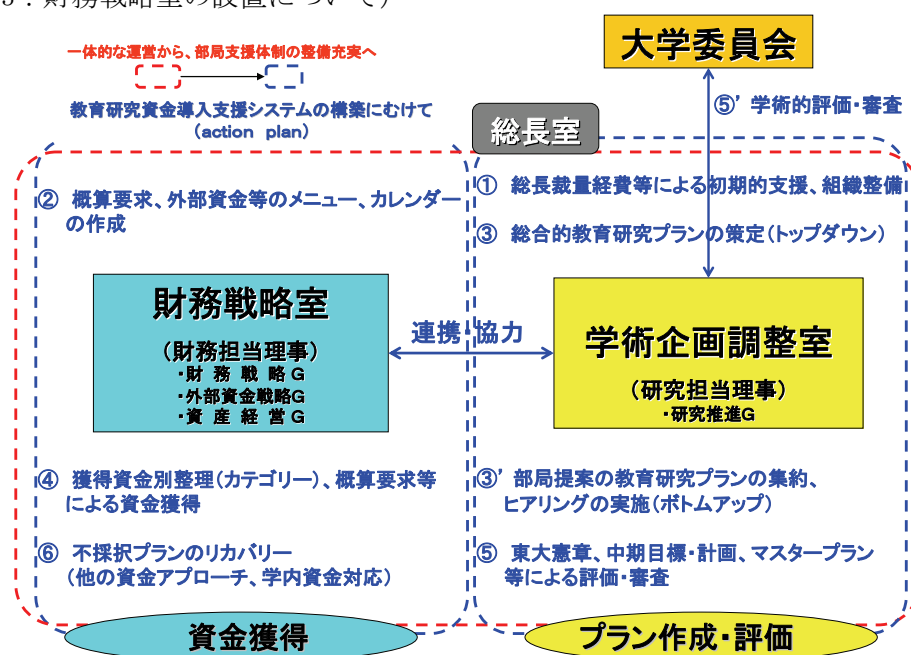 3:財務戦略室の設置について）
一体的な運営から、部局支援体制の整備充実へ
教育研究資金導入支援システムの構築にむけて
(action plan)
大学委員会
⑤’ 学術的評価・審査
総長室
② 概算要求、外部資金等のメニュー、カレンダー
の作成
① 総長裁量経費等による初期的支援、組織整備
③ 総合的教育研究プランの策定（トップダウン）
財務戦略室
（財務担当理事）
・財 務 戦 略Ｇ
・外部資金戦略G
・資 産 経 営Ｇ
連携・協力
学術企画調整室
（研究担当理事）
・研究推進G
④ 獲得資金別整理（カテゴリー）、概算要求等
による資金獲得
⑥ 不採択プランのリカバリー
（他の資金アプローチ、学内資金対応）
③’ 部局提案の教育研究プランの集約、
ヒアリングの実施（ボトムアップ）
⑤ 東大憲章、中期目標・計画、マスタープラン
等による評価・審査
資金獲得
プラン作成・評価